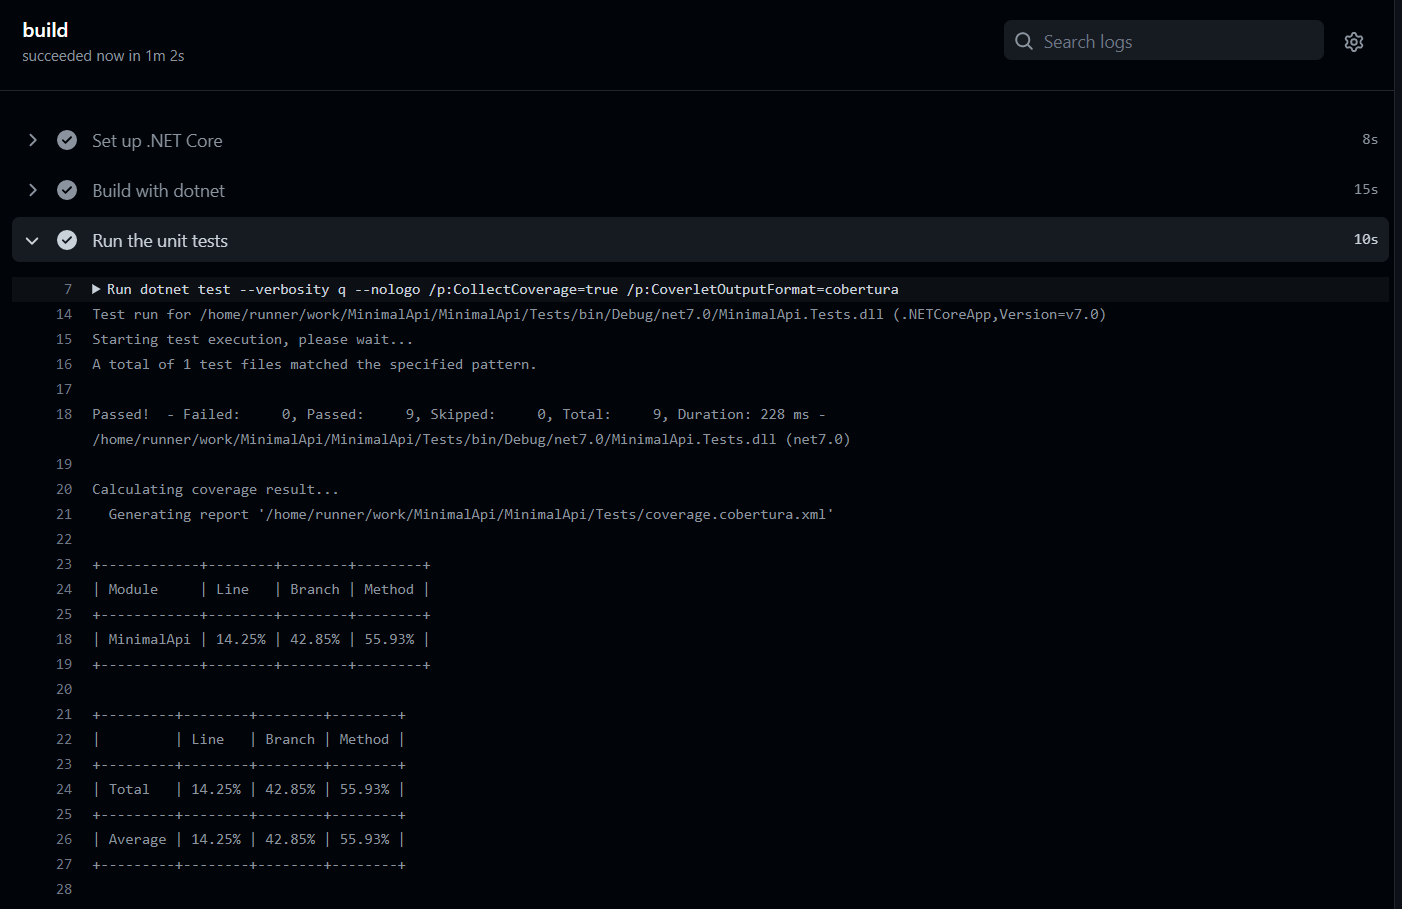 build
succeeded now in 1m 2s
Search logs
Set up .NET Core 8s
Build with dotnet 15s
Run the unit tests 10s
7 Run dotnet test --verbosity q --nologo /p:CollectCoverage=true /p:CoverletOutputFormat=cobertura
14 Test run for /home/runner/work/MinimalApi/MinimalApi/Tests/bin/Debug/net7.0/MinimalApi.Tests.dll (.NETCoreApp,Version=v7.0)
15 Starting test execution, please wait...
16 A total of 1 test files matched the specified pattern.
17
18 Passed!  - Failed:     0, Passed:     9, Skipped:     0, Total:     9, Duration: 228 ms -
/home/runner/work/MinimalApi/MinimalApi/Tests/bin/Debug/net7.0/MinimalApi.Tests.dll (net7.0)
19
20 Calculating coverage result...
21   Generating report '/home/runner/work/MinimalApi/MinimalApi/Tests/coverage.cobertura.xml'
22
23 +------------+--------+--------+--------+
24 | Module     | Line   | Branch | Method |
25 +------------+--------+--------+--------+
18 | MinimalApi | 14.25% | 42.85% | 55.93% |
19 +------------+--------+--------+--------+
20
21 +---------+--------+--------+--------+
22 |         | Line   | Branch | Method |
23 +---------+--------+--------+--------+
24 | Total   | 14.25% | 42.85% | 55.93% |
25 +---------+--------+--------+--------+
26 | Average | 14.25% | 42.85% | 55.93% |
27 +---------+--------+--------+--------+
28